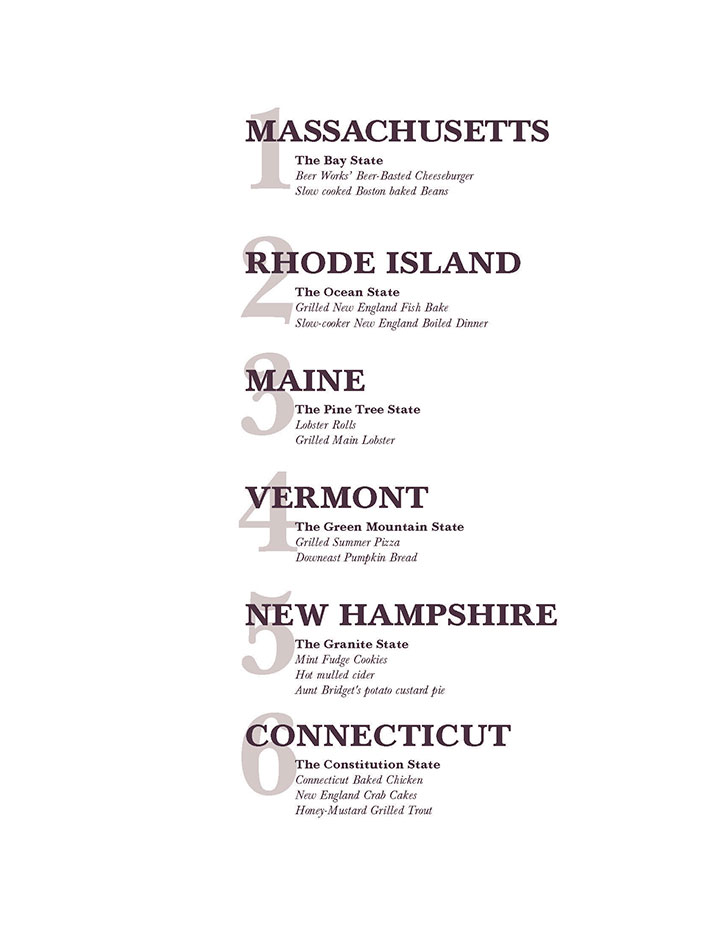 1
MASSACHUSETTS
The Bay State
Beer Works' Beer-Basted Cheeseburger
Slow cooked Boston baked Beans
2
RHODE ISLAND
The Ocean State
Grilled New England Fish Bake
Slow-cooker New England Boiled Dinner
3
MAINE
The Pine Tree State
Lobster Rolls
Grilled Main Lobster
4
VERMONT
The Green Mountain State
Grilled Summer Pizza
Downeast Pumpkin Bread
5
NEW HAMPSHIRE
The Granite State
Mint Fudge Cookies
Hot mulled cider
Aunt Bridget's potato custard pie
6
CONNECTICUT
The Constitution State
Connecticut Baked Chicken
New England Crab Cakes
Honey-Mustard Grilled Trout